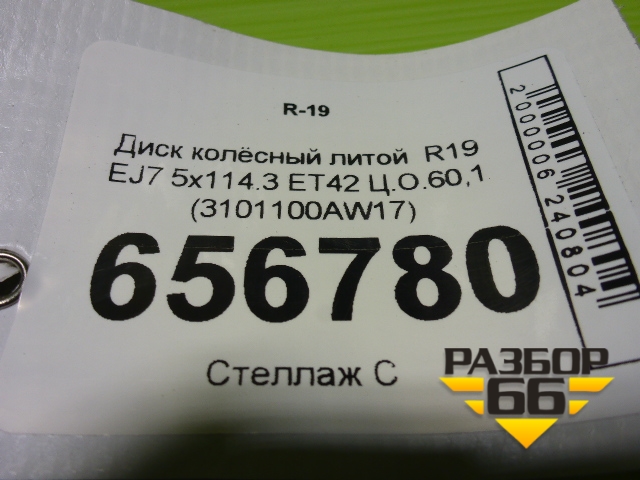 R-19
Диск колёсный литой R19
EJ7 5x114.3 ET42 Ц.О.60,1
(3101100AW17)
656780
Стеллаж С
2000006240804
РАЗБОР
66